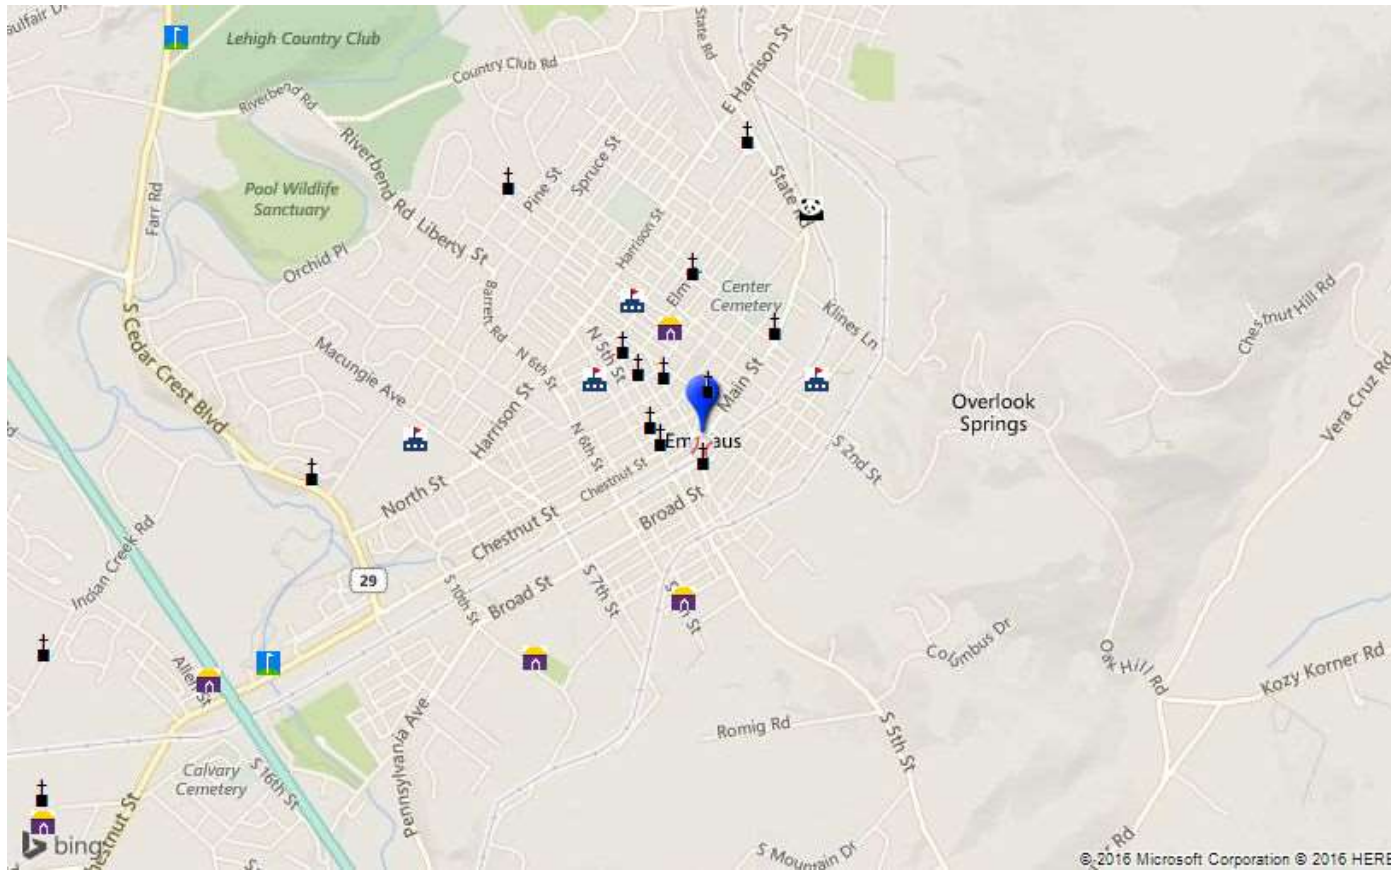 Lehigh Country Club
State Rd
E Harrison St
Country Club Rd
Riverbend Rd
Riverbend Rd
Pool Wildlife
Sanctuary
Farr Rd
Pine St
Spruce St
State
Liberty St
Orchid Pl
Harrison St
Elm
Center
Cemetery
Klines Ln
Chestnut Hill Rd
Barrett Rd
N 5th St
N 6th St
Macungie Ave
S Cedar Crest Blvd
Main St
Overlook
Springs
Vera Cruz Rd
Harrison St
N 6th St
S 2nd St
Chestnut St
North St
Broad St
Chestnut St
Indian Creek Rd
29
S 10th St
Broad St
S 7th St
Columbus Dr
Oak Hill Rd
Kozy Korner Rd
Allen St
Romig Rd
S 5th St
Pennsylvania Ave
Calvary
Cemetery
S 16th St
S Mountain Dr
bing
© 2016 Microsoft Corporation © 2016 HERE